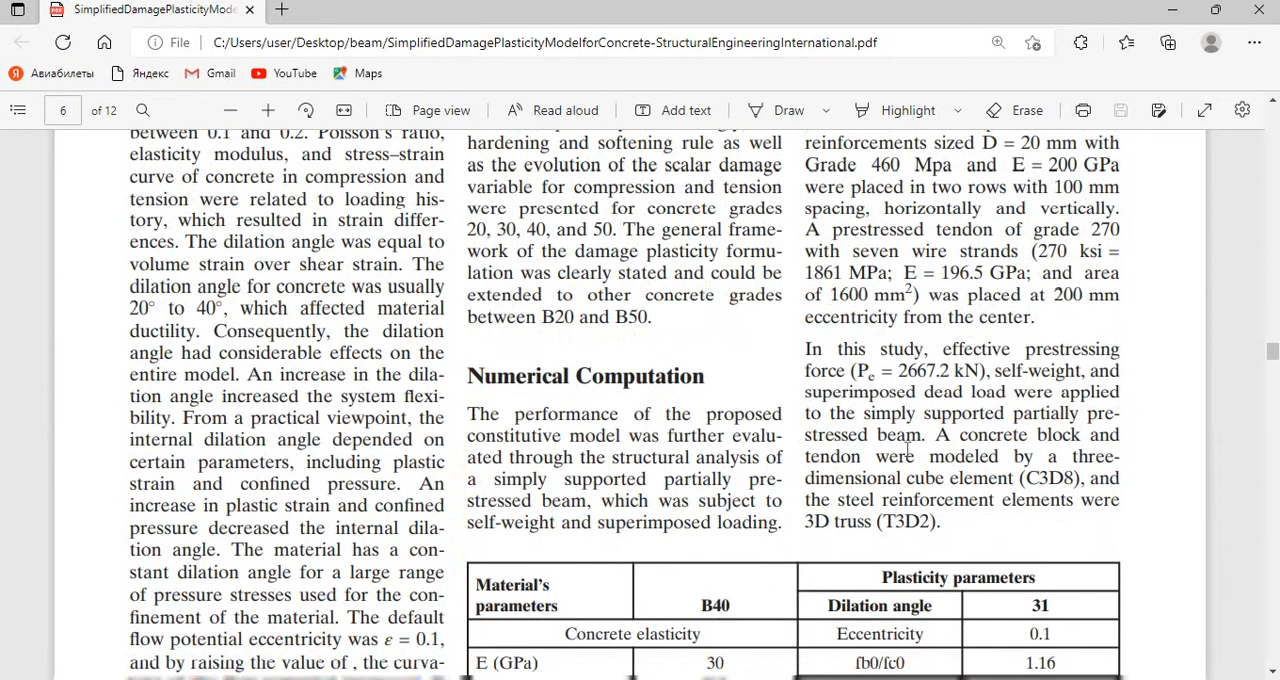 SimplifiedDamagePlasticityMode
File C:/Users/user/Desktop/beam/SimplifiedDamagePlasticityModelforConcrete-StructuralEngineeringInternational.pdf
Авиабилеты Яндекс Gmail YouTube Maps
6 of 12 Page view Read aloud Add text Draw Highlight Erase
between 0.1 and 0.2. Poisson's ratio,
elasticity modulus, and stress–strain
curve of concrete in compression and
tension were related to loading his-
tory, which resulted in strain differ-
ences. The dilation angle was equal to
volume strain over shear strain. The
dilation angle for concrete was usually
20° to 40°, which affected material
ductility. Consequently, the dilation
angle had considerable effects on the
entire model. An increase in the dila-
tion angle increased the system flexi-
bility. From a practical viewpoint, the
internal dilation angle depended on
certain parameters, including plastic
strain and confined pressure. An
increase in plastic strain and confined
pressure decreased the internal dila-
tion angle. The material has a con-
stant dilation angle for a large range
of pressure stresses used for the con-
finement of the material. The default
flow potential eccentricity was ε = 0.1,
and by raising the value of , the curva-
hardening and softening rule as well
as the evolution of the scalar damage
variable for compression and tension
were presented for concrete grades
20, 30, 40, and 50. The general frame-
work of the damage plasticity formu-
lation was clearly stated and could be
extended to other concrete grades
between B20 and B50.
Numerical Computation
The performance of the proposed
constitutive model was further evalu-
ated through the structural analysis of
a simply supported partially pre-
stressed beam, which was subject to
self-weight and superimposed loading.
reinforcements sized D = 20 mm with
Grade 460 Mpa and E = 200 GPa
were placed in two rows with 100 mm
spacing, horizontally and vertically.
A prestressed tendon of grade 270
with seven wire strands (270 ksi =
1861 MPa; E = 196.5 GPa; and area
of 1600 mm²) was placed at 200 mm
eccentricity from the center.
In this study, effective prestressing
force (Pe = 2667.2 kN), self-weight, and
superimposed dead load were applied
to the simply supported partially pre-
stressed beam. A concrete block and
tendon were modeled by a three-
dimensional cube element (C3D8), and
the steel reinforcement elements were
3D truss (T3D2).
Material's
parameters
B40
Plasticity parameters
Dilation angle 31
Concrete elasticity Eccentricity 0.1
E (GPa) 30 fb0/fc0 1.16